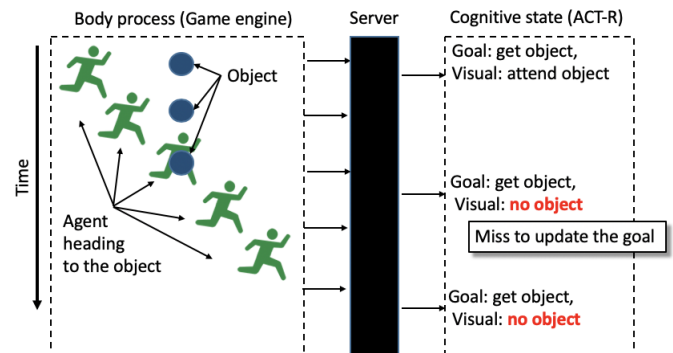 Body process (Game engine)
Server
Cognitive state (ACT-R)
Time
Object
Agent
heading
to the object
Goal: get object,
Visual: attend object
Goal: get object,
Visual: no object
Miss to update the goal
Goal: get object,
Visual: no object